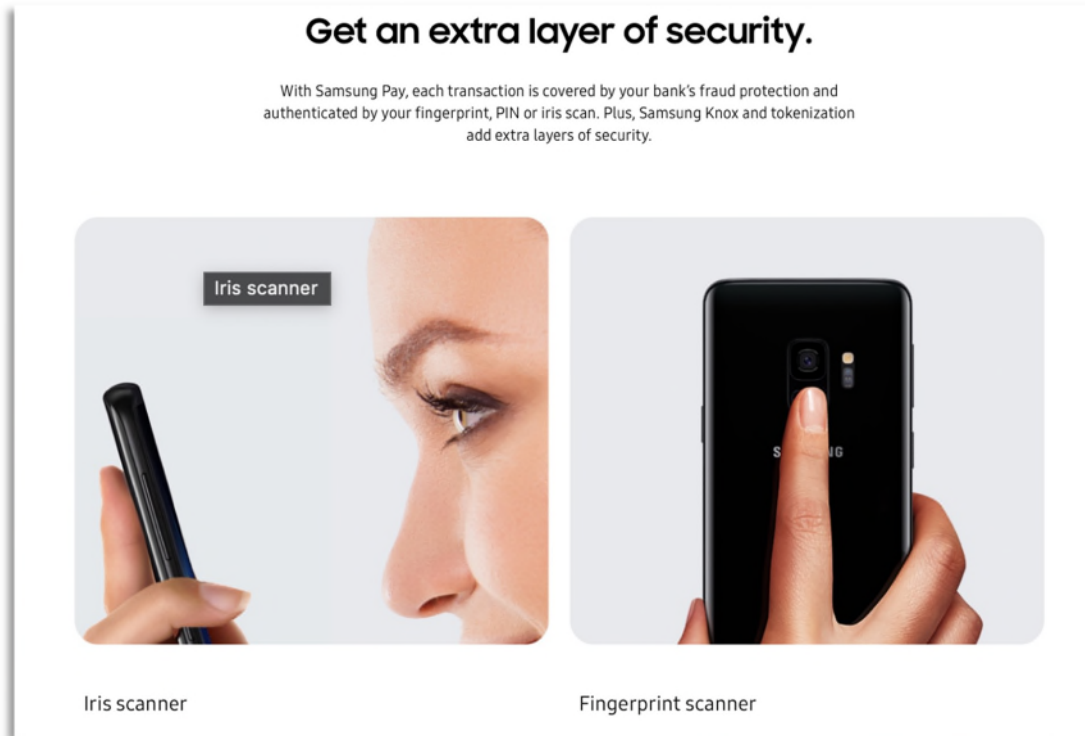 Get an extra layer of security.
With Samsung Pay, each transaction is covered by your bank's fraud protection and
authenticated by your fingerprint, PIN or iris scan. Plus, Samsung Knox and tokenization
add extra layers of security.
Iris scanner
Iris scanner
Fingerprint scanner